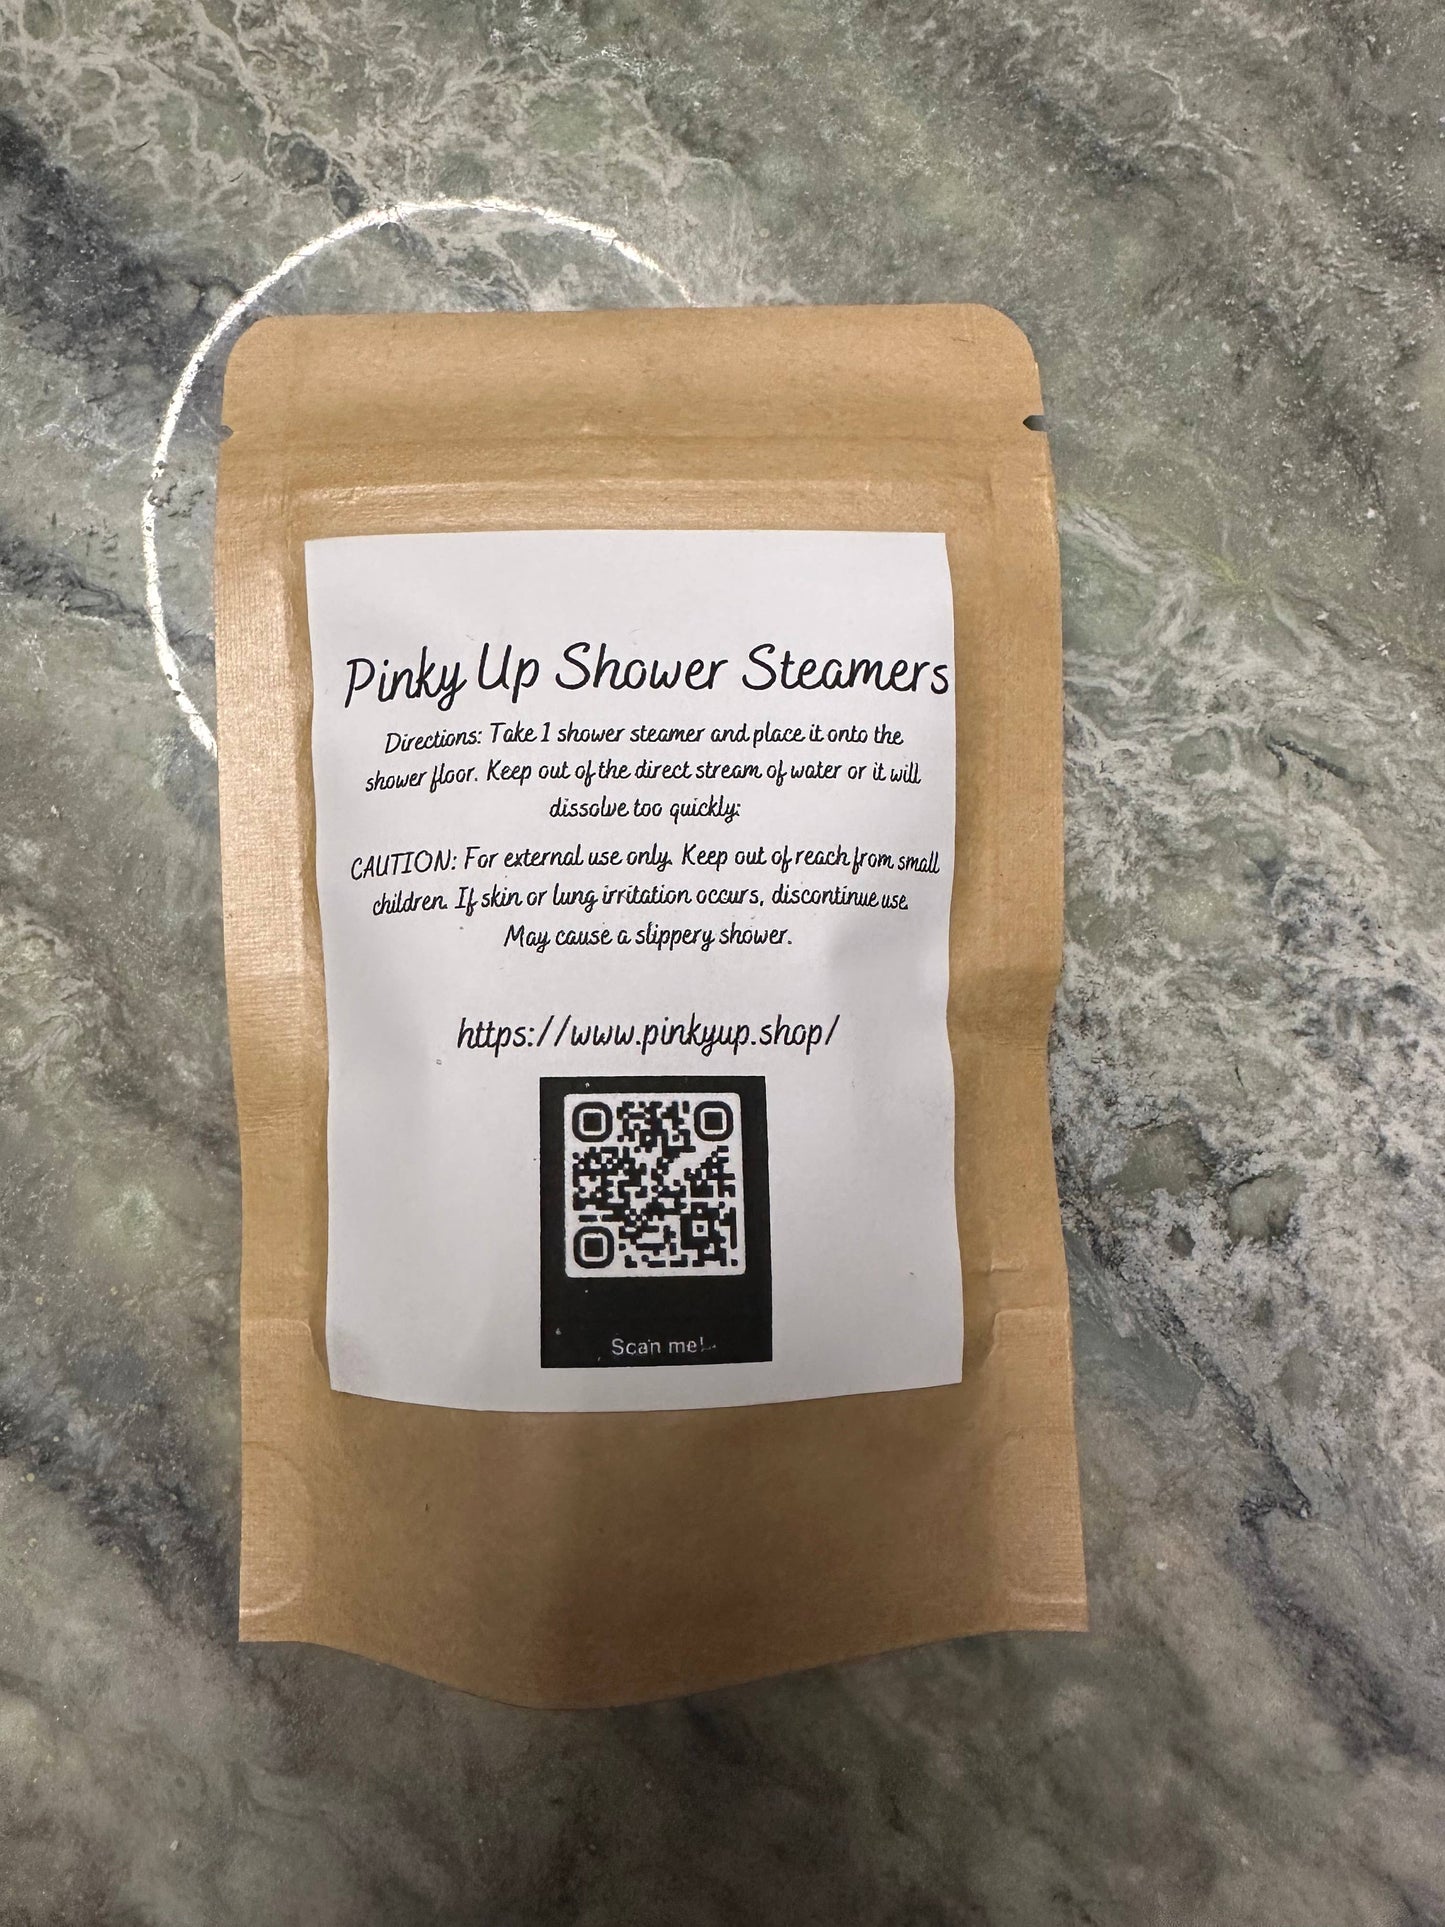 Pinky Up Shower Steamers
Directions: Take 1 shower steamer and place it onto the
shower floor. Keep out of the direct stream of water or it will
dissolve too quickly.
CAUTION: For external use only. Keep out of reach from small
children. If skin or lung irritation occurs, discontinue use.
May cause a slippery shower.
https://www.pinkyup.shop/
Scan me!